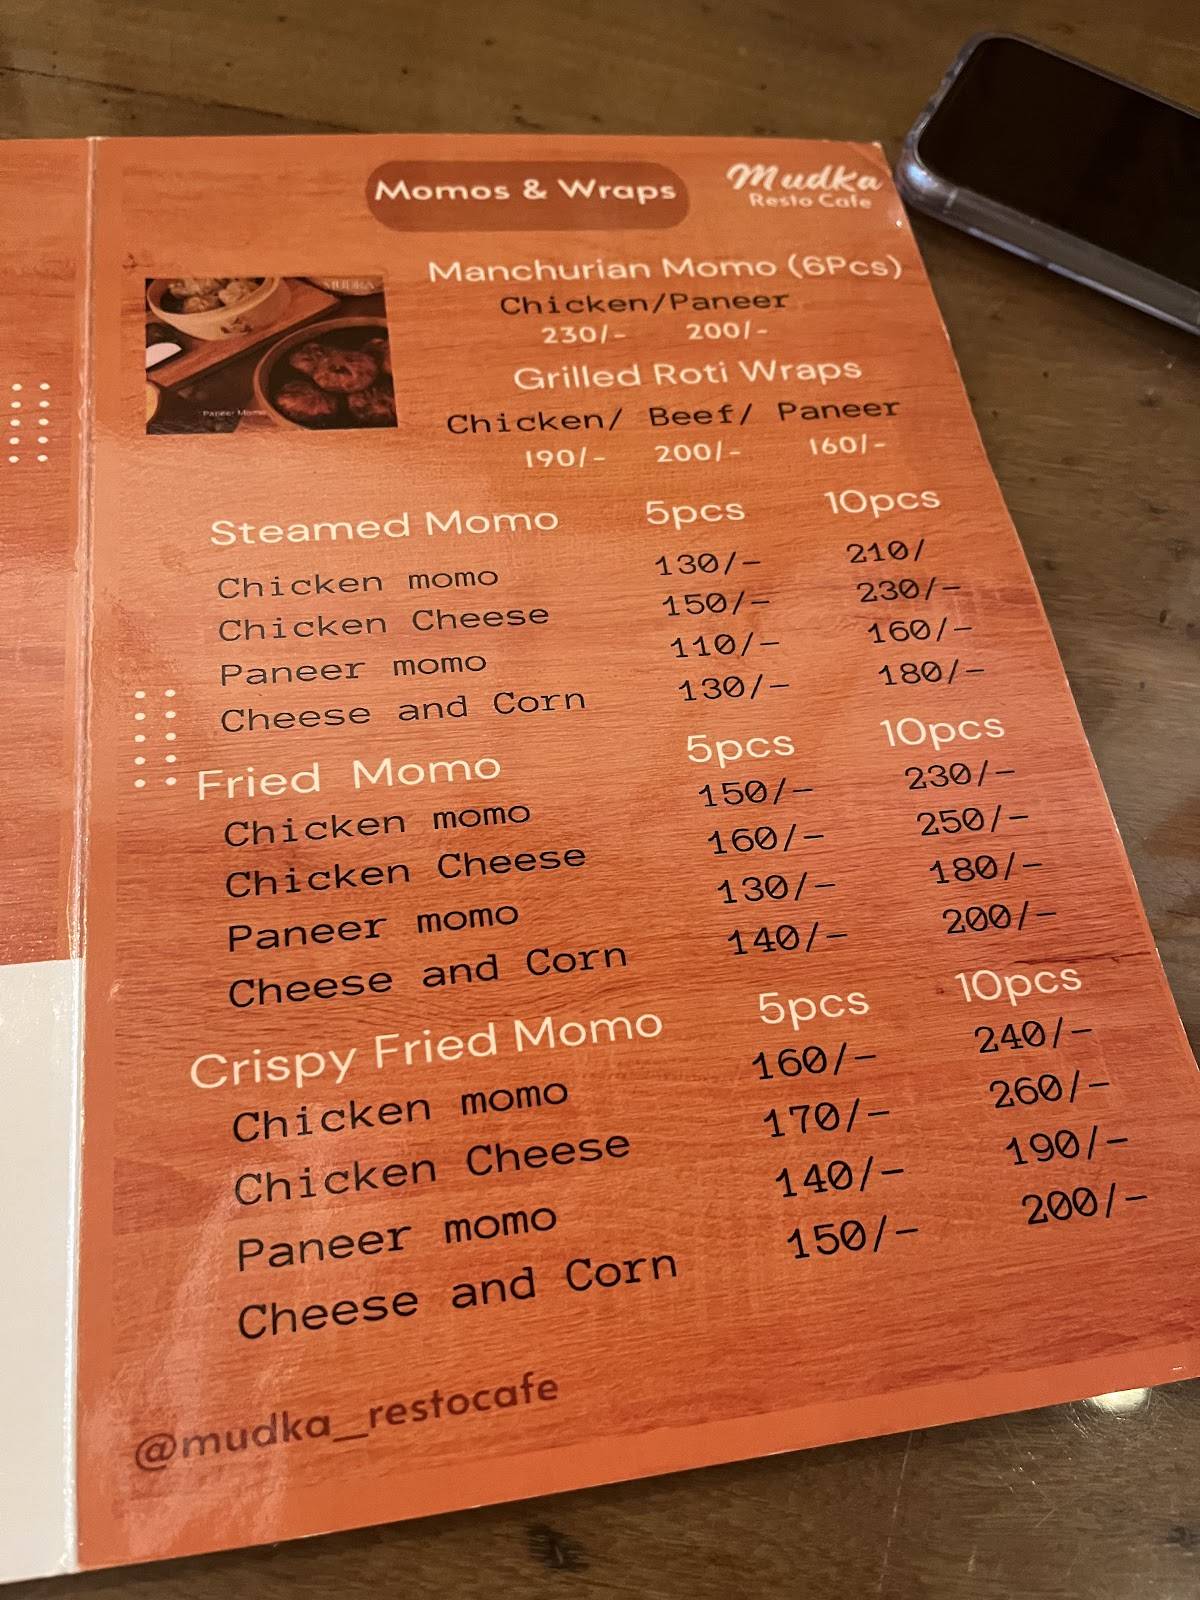 Momos & Wraps
Mudka
Resto Cafe
Manchurian Momo (6Pcs)
Chicken/Paneer
230/- 200/-
MUDKA
Paneer Momo
Grilled Roti Wraps
Chicken/ Beef/ Paneer
190/- 200/- 160/-
Steamed Momo 5pcs 10pcs
Chicken momo 130/- 210/
Chicken Cheese 150/- 230/-
Paneer momo 110/- 160/-
Cheese and Corn 130/- 180/-
Fried Momo 5pcs 10pcs
Chicken momo 150/- 230/-
Chicken Cheese 160/- 250/-
Paneer momo 130/- 180/-
Cheese and Corn 140/- 200/-
Crispy Fried Momo 5pcs 10pcs
Chicken momo 160/- 240/-
Chicken Cheese 170/- 260/-
Paneer momo 140/- 190/-
Cheese and Corn 150/- 200/-
@mudka_restocafe